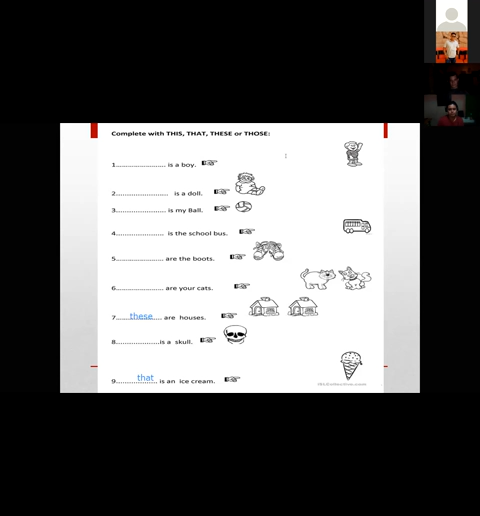 Complete with THIS, THAT, THESE or THOSE:
1......................... is a boy.
2.......................... is a doll.
3......................... is my Ball.
4........................ is the school bus.
5........................ are the boots.
6........................ are your cats.
7.........these..... are houses.
8......................is a skull.
9...........that...... is an ice cream.
iSLCollective.com